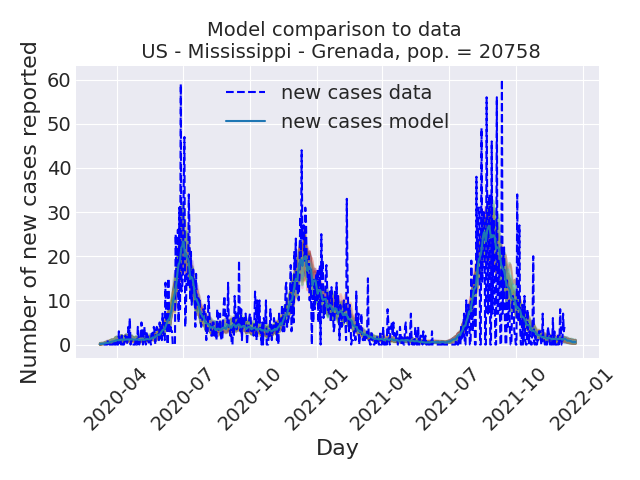 Model comparison to data
US - Mississippi - Grenada, pop. = 20758
Number of new cases reported
60
50
40
30
20
10
0
new cases data
new cases model
2020-04
2020-07
2020-10
2021-01
2021-04
2021-07
2021-10
2022-01
Day